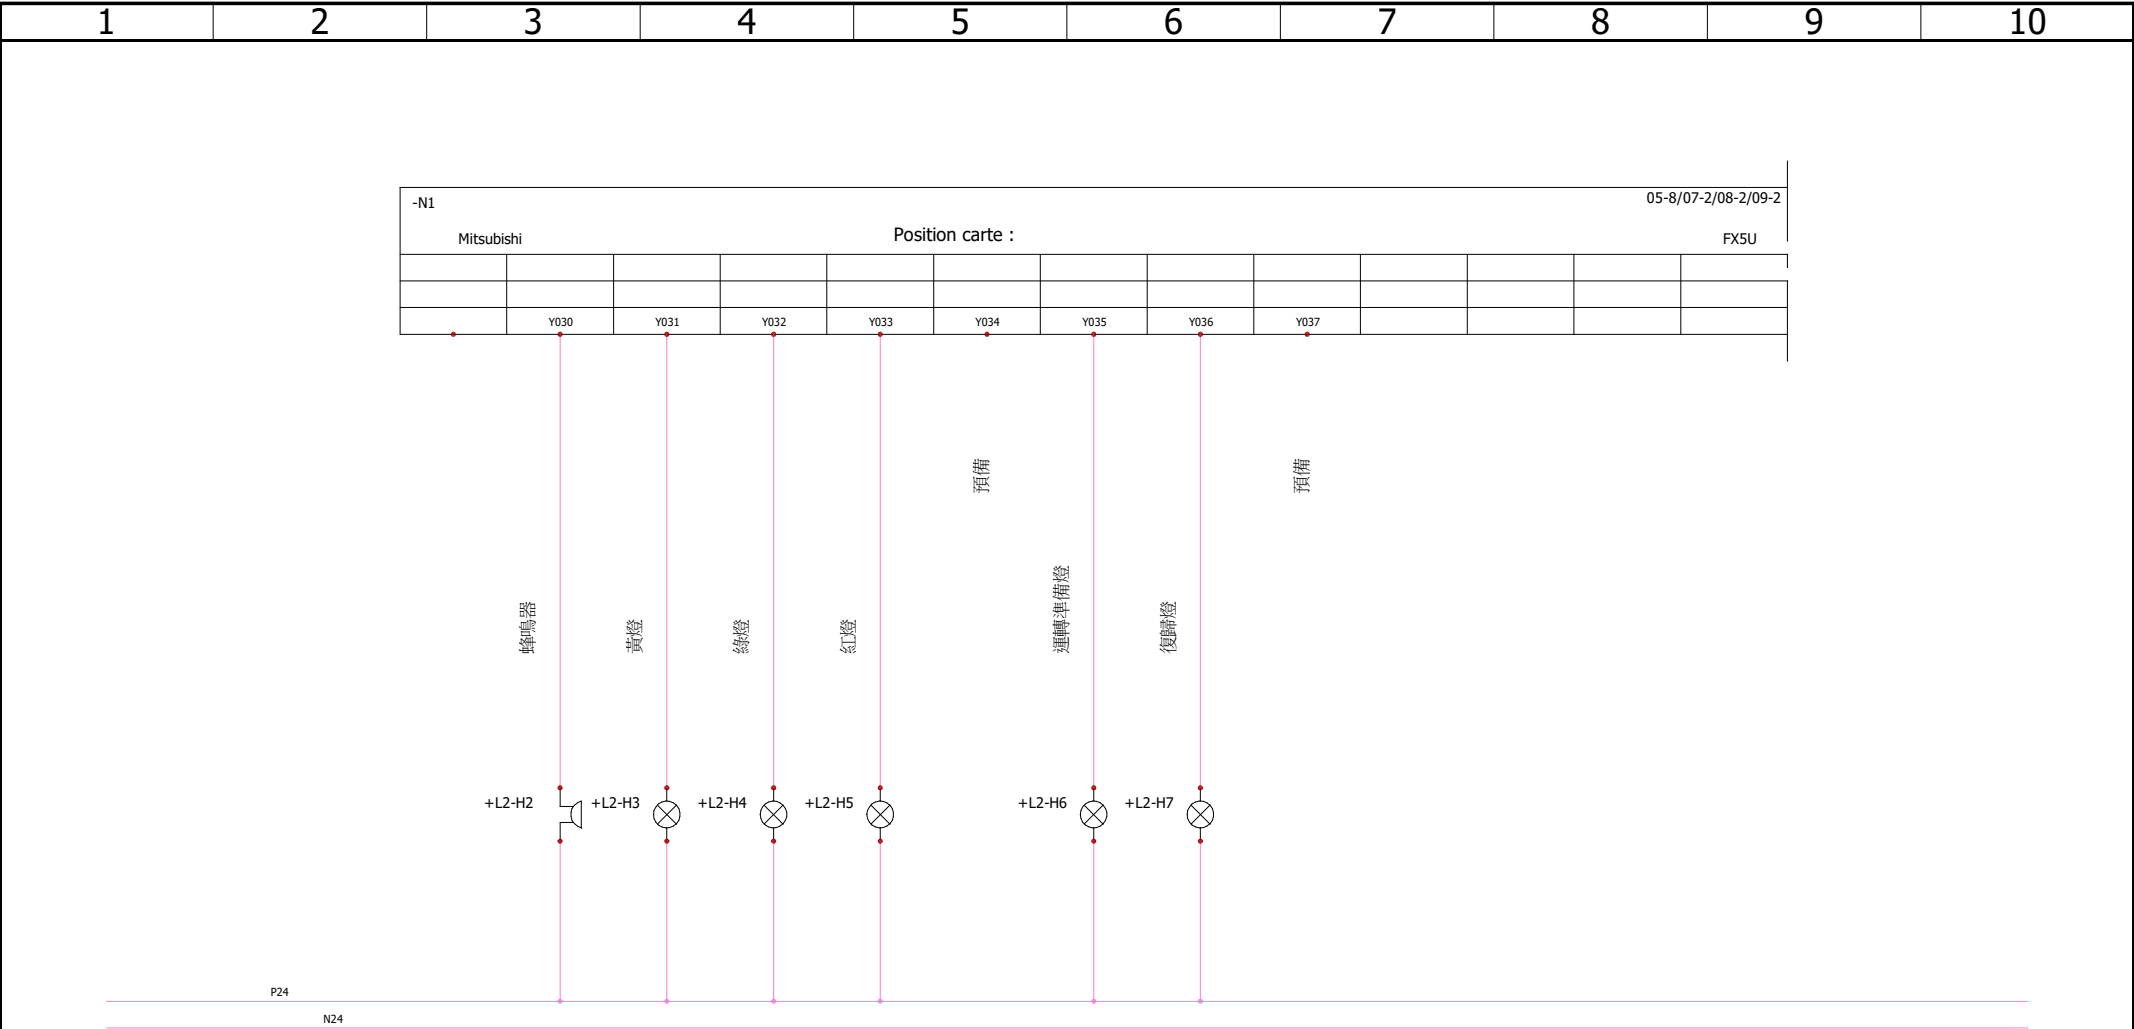 1 2 3 4 5 6 7 8 9 10
-N1 05-8/07-2/08-2/09-2
Mitsubishi Position carte : FX5U
Y030 Y031 Y032 Y033 Y034 Y035 Y036 Y037
預備 預備
蜂鳴器 黃燈 綠燈 紅燈 運轉準備燈 復歸燈
+L2-H2 +L2-H3 +L2-H4 +L2-H5 +L2-H6 +L2-H7
P24
N24